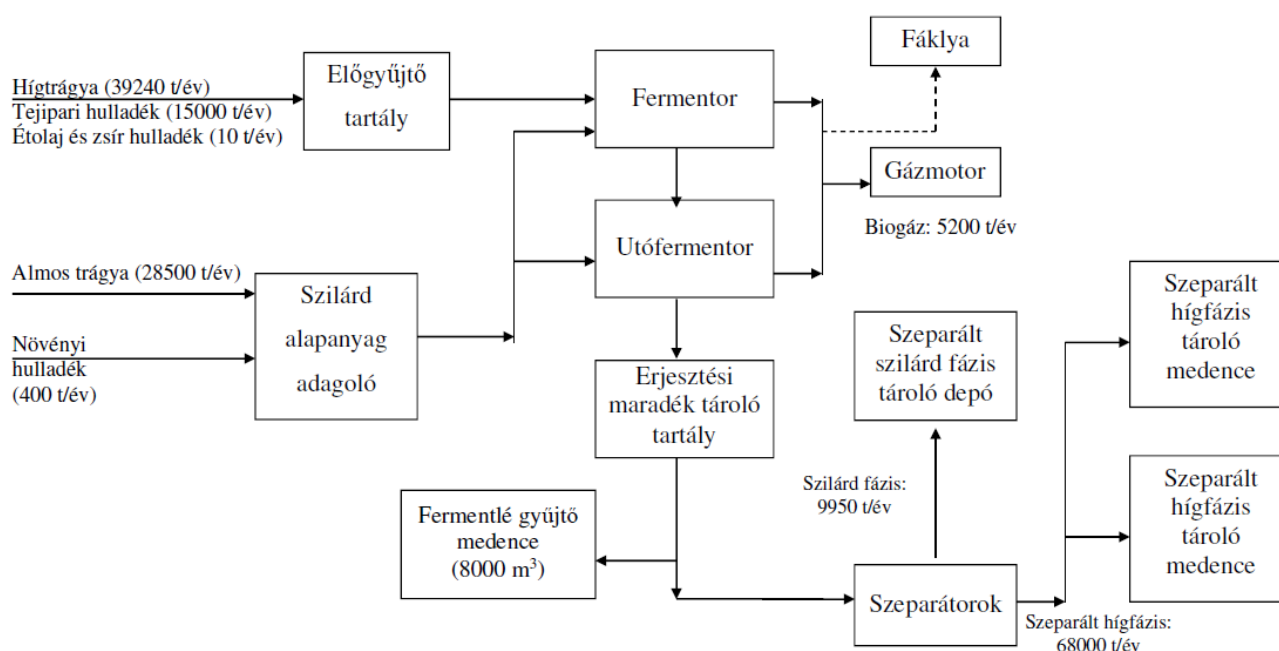 Hígtrágya (39240 t/év)
Tejipari hulladék (15000 t/év)
Étolaj és zsír hulladék (10 t/év)
Előgyűjtő
tartály
Fermentor
Fáklya
Gázmotor
Biogáz: 5200 t/év
Utófermentor
Almos trágya (28500 t/év)
Növényi
hulladék
(400 t/év)
Szilárd
alapanyag
adagoló
Erjesztési
maradék tároló
tartály
Szeparált
szilárd fázis
tároló depó
Szeparált
hígfázis
tároló
medence
Szilárd fázis:
9950 t/év
Fermentlé gyűjtő
medence
(8000 m³)
Szeparátorok
Szeparált
hígfázis
tároló
medence
Szeparált hígfázis:
68000 t/év